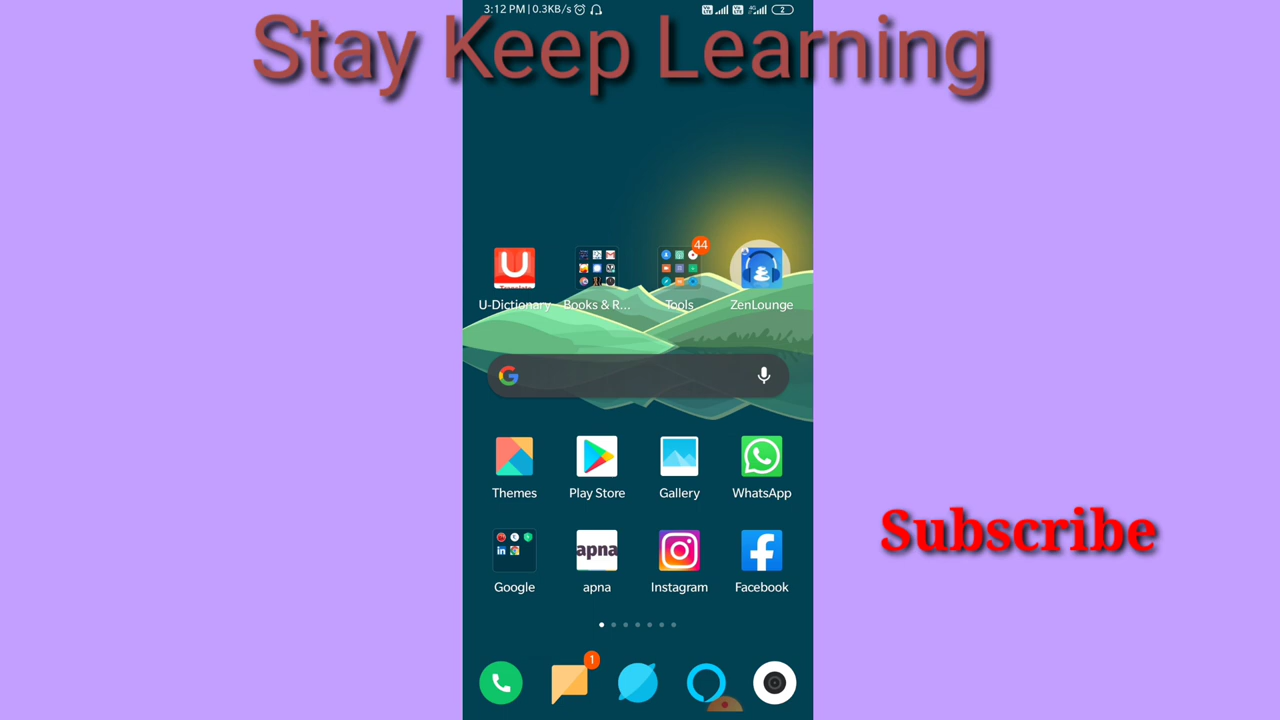 3:12 PM | 0.3KB/s
2
Stay Keep Learning
44
U-Dictionary
Books & R...
Tools
ZenLounge
Themes
Play Store
Gallery
WhatsApp
Subscribe
apna
Google
apna
Instagram
Facebook
1